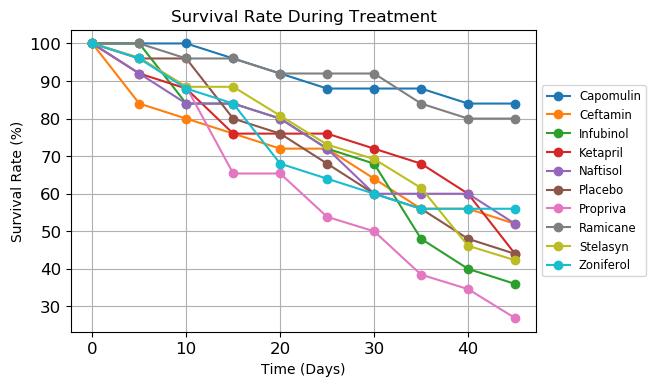 Survival Rate During Treatment
Survival Rate (%)
100
90
80
70
60
50
40
30
0 10 20 30 40
Time (Days)
Capomulin
Ceftamin
Infubinol
Ketapril
Naftisol
Placebo
Propriva
Ramicane
Stelasyn
Zoniferol